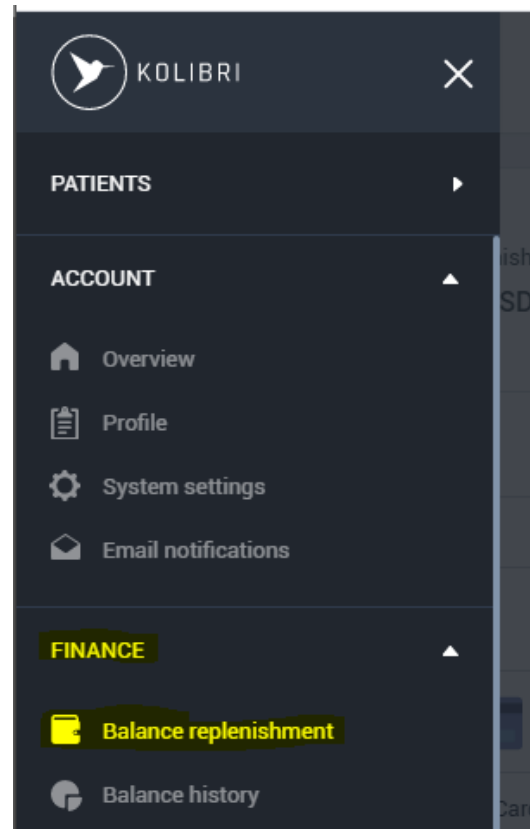 KOLIBRI
PATIENTS
ACCOUNT
Overview
Profile
System settings
Email notifications
FINANCE
Balance replenishment
Balance history